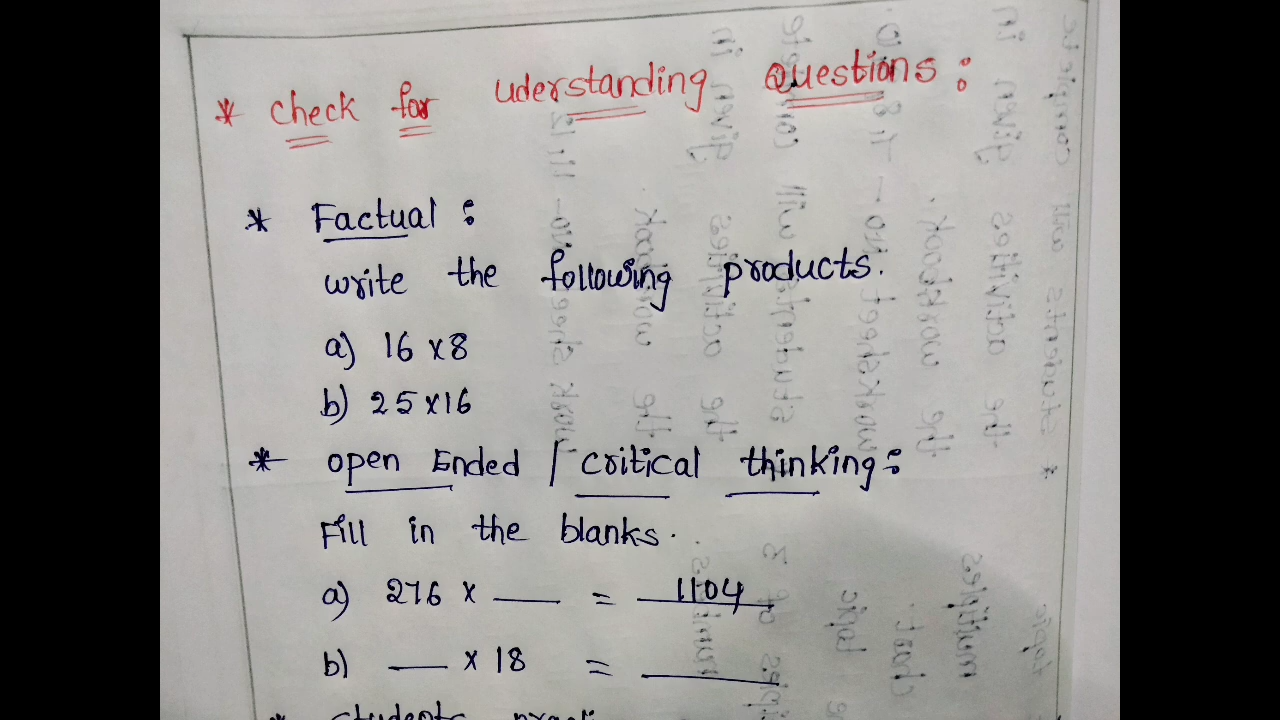 * Check for uderstanding Questions :
* Factual :
write the following products.
a) 16 x 8
b) 25 x 16
* open Ended / critical thinking :
Fill in the blanks.
a) 276 x ___ = 1104
b) ___ x 18 = ___
* students